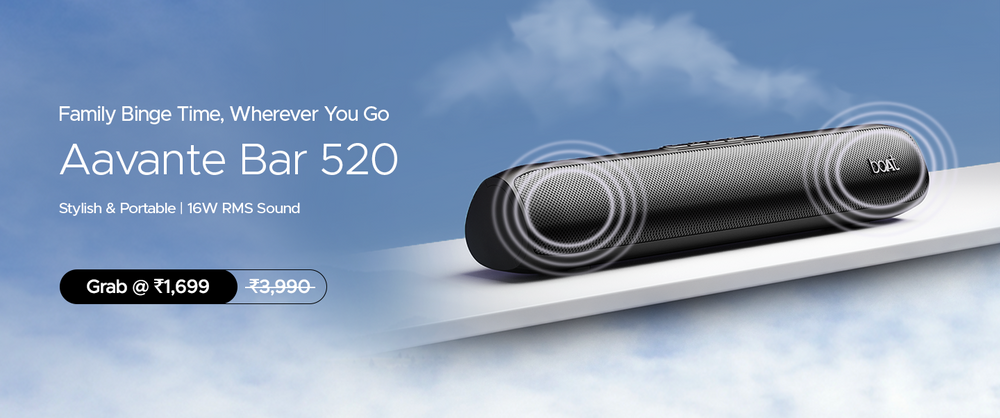 Family Binge Time, Wherever You Go
Aavante Bar 520
Stylish & Portable | 16W RMS Sound
Grab @ ₹1,699 ₹3,990
boAt